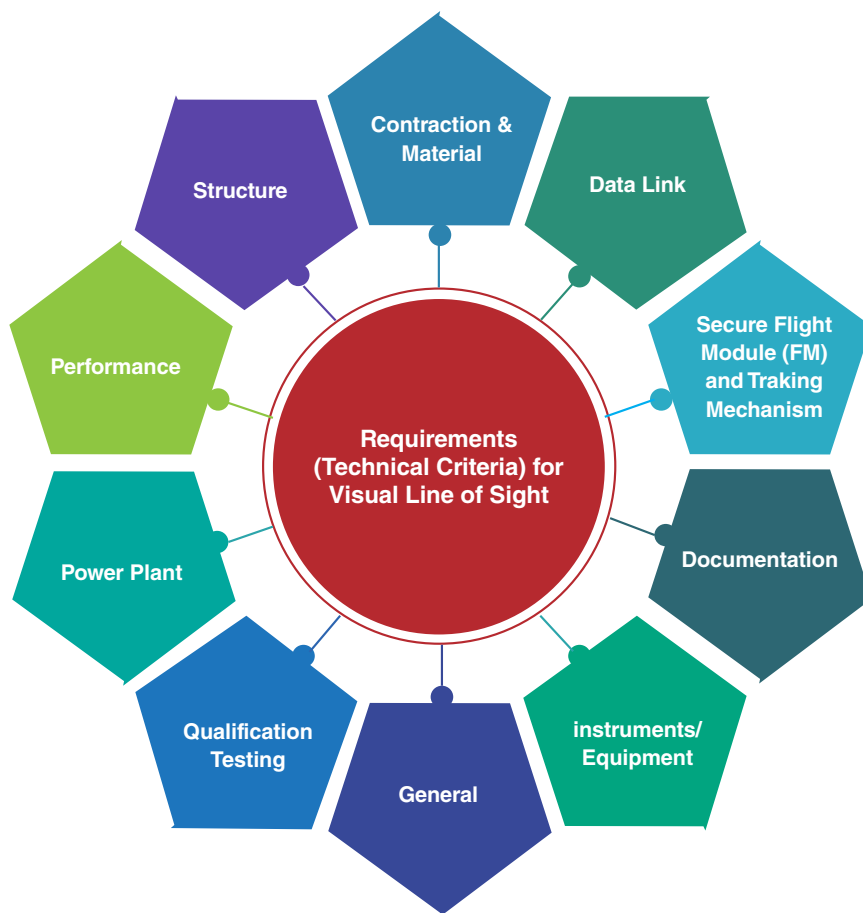 Contraction &
Material
Data Link
Secure Flight
Module (FM)
and Traking
Mechanism
Documentation
instruments/
Equipment
General
Qualification
Testing
Power Plant
Performance
Structure
Requirements
(Technical Criteria) for
Visual Line of Sight